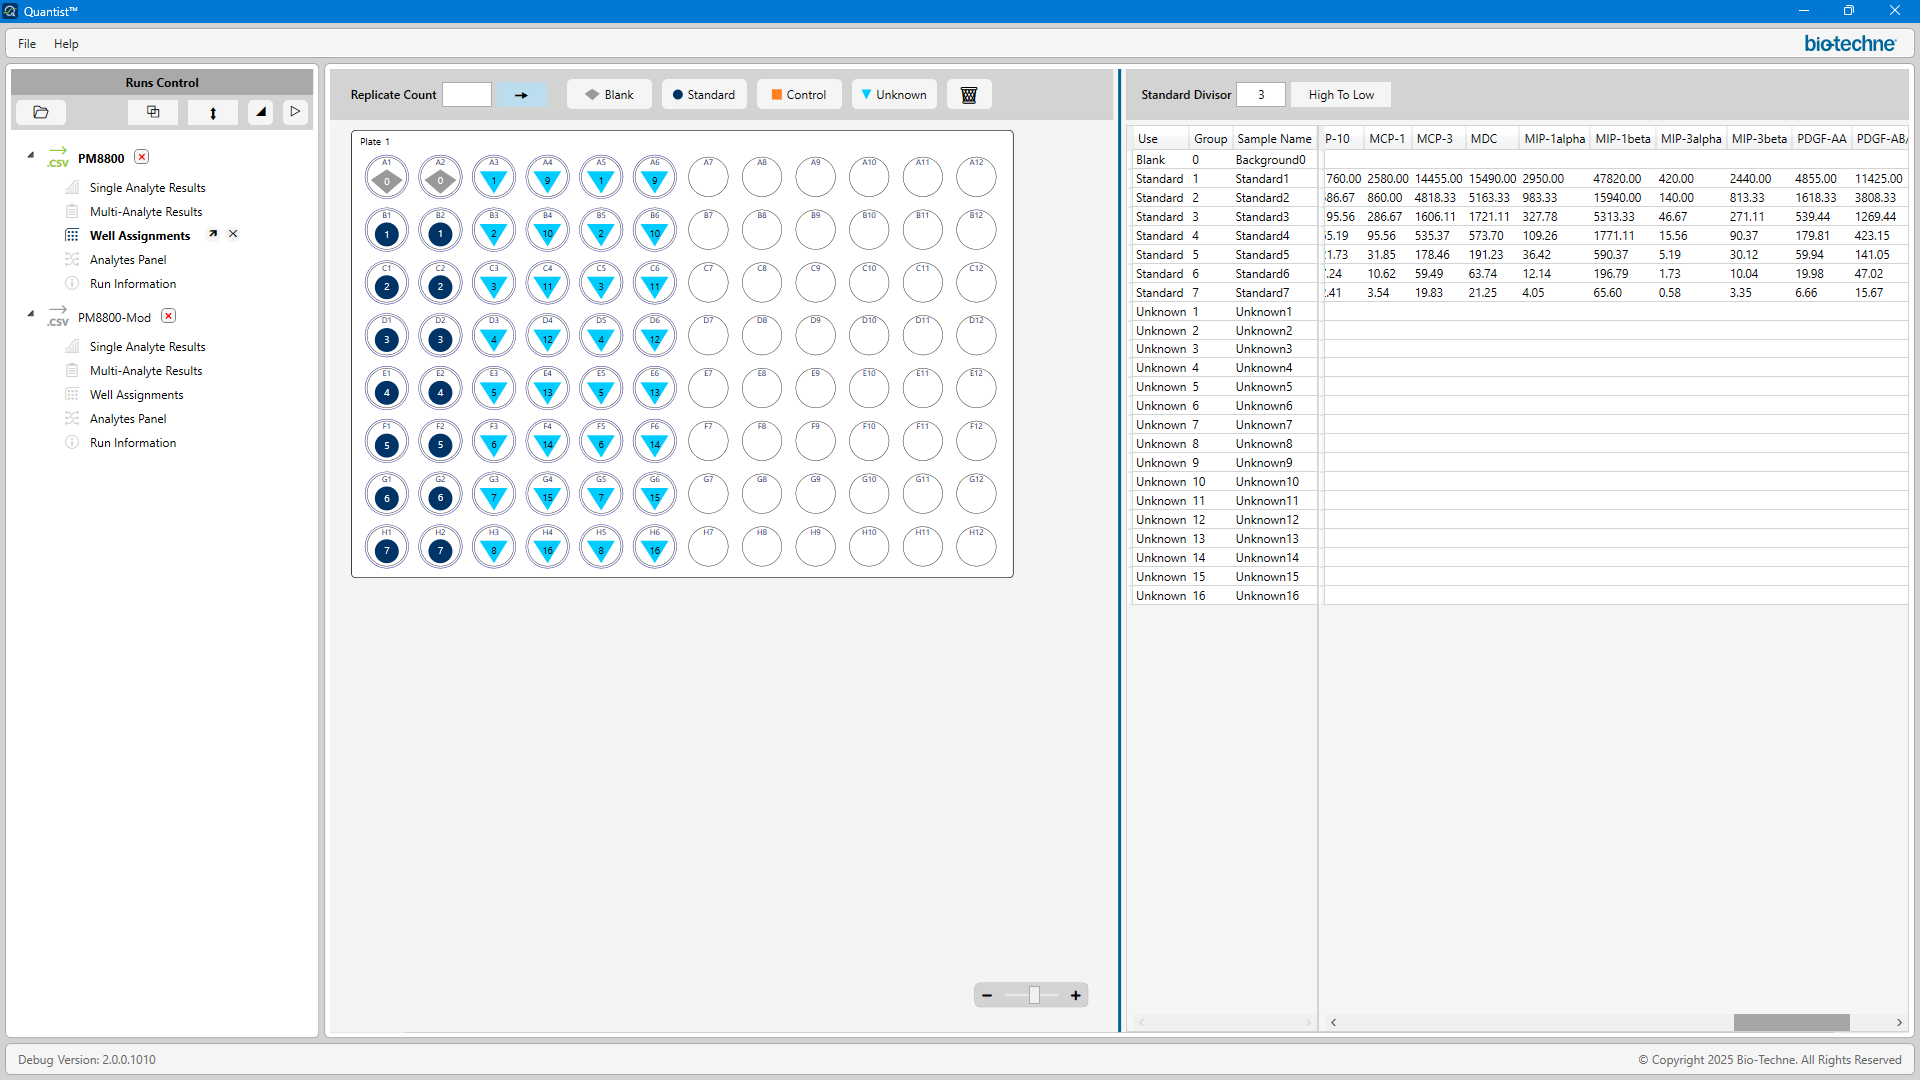 Quantist™
File Help
bio-techne
Runs Control
PM8800
Single Analyte Results
Multi-Analyte Results
Well Assignments
Analytes Panel
Run Information
PM8800-Mod
Single Analyte Results
Multi-Analyte Results
Well Assignments
Analytes Panel
Run Information
.CSV
.CSV
Replicate Count Blank Standard Control Unknown
Plate 1
A1 A2 A3 A4 A5 A6 A7 A8 A9 A10 A11 A12
0 0 1 9 1 9
B1 B2 B3 B4 B5 B6 B7 B8 B9 B10 B11 B12
1 1 2 10 2 10
C1 C2 C3 C4 C5 C6 C7 C8 C9 C10 C11 C12
2 2 3 11 3 11
D1 D2 D3 D4 D5 D6 D7 D8 D9 D10 D11 D12
3 3 4 12 4 12
E1 E2 E3 E4 E5 E6 E7 E8 E9 E10 E11 E12
4 4 5 13 5 13
F1 F2 F3 F4 F5 F6 F7 F8 F9 F10 F11 F12
5 5 6 14 6 14
G1 G2 G3 G4 G5 G6 G7 G8 G9 G10 G11 G12
6 6 7 15 7 15
H1 H2 H3 H4 H5 H6 H7 H8 H9 H10 H11 H12
7 7 8 16 8 16
Standard Divisor 3 High To Low
Use Group Sample Name P-10 MCP-1 MCP-3 MDC MIP-1alpha MIP-1beta MIP-3alpha MIP-3beta PDGF-AA PDGF-AB/
Blank 0 Background0
Standard 1 Standard1 760.00 2580.00 14455.00 15490.00 2950.00 47820.00 420.00 2440.00 4855.00 11425.00
Standard 2 Standard2 86.67 860.00 4818.33 5163.33 983.33 15940.00 140.00 813.33 1618.33 3808.33
Standard 3 Standard3 95.56 286.67 1606.11 1721.11 327.78 5313.33 46.67 271.11 539.44 1269.44
Standard 4 Standard4 5.19 95.56 535.37 573.70 109.26 1771.11 15.56 90.37 179.81 423.15
Standard 5 Standard5 1.73 31.85 178.46 191.23 36.42 590.37 5.19 30.12 59.94 141.05
Standard 6 Standard6 .24 10.62 59.49 63.74 12.14 196.79 1.73 10.04 19.98 47.02
Standard 7 Standard7 .41 3.54 19.83 21.25 4.05 65.60 0.58 3.35 6.66 15.67
Unknown 1 Unknown1
Unknown 2 Unknown2
Unknown 3 Unknown3
Unknown 4 Unknown4
Unknown 5 Unknown5
Unknown 6 Unknown6
Unknown 7 Unknown7
Unknown 8 Unknown8
Unknown 9 Unknown9
Unknown 10 Unknown10
Unknown 11 Unknown11
Unknown 12 Unknown12
Unknown 13 Unknown13
Unknown 14 Unknown14
Unknown 15 Unknown15
Unknown 16 Unknown16
Debug Version: 2.0.0.1010
© Copyright 2025 Bio-Techne. All Rights Reserved